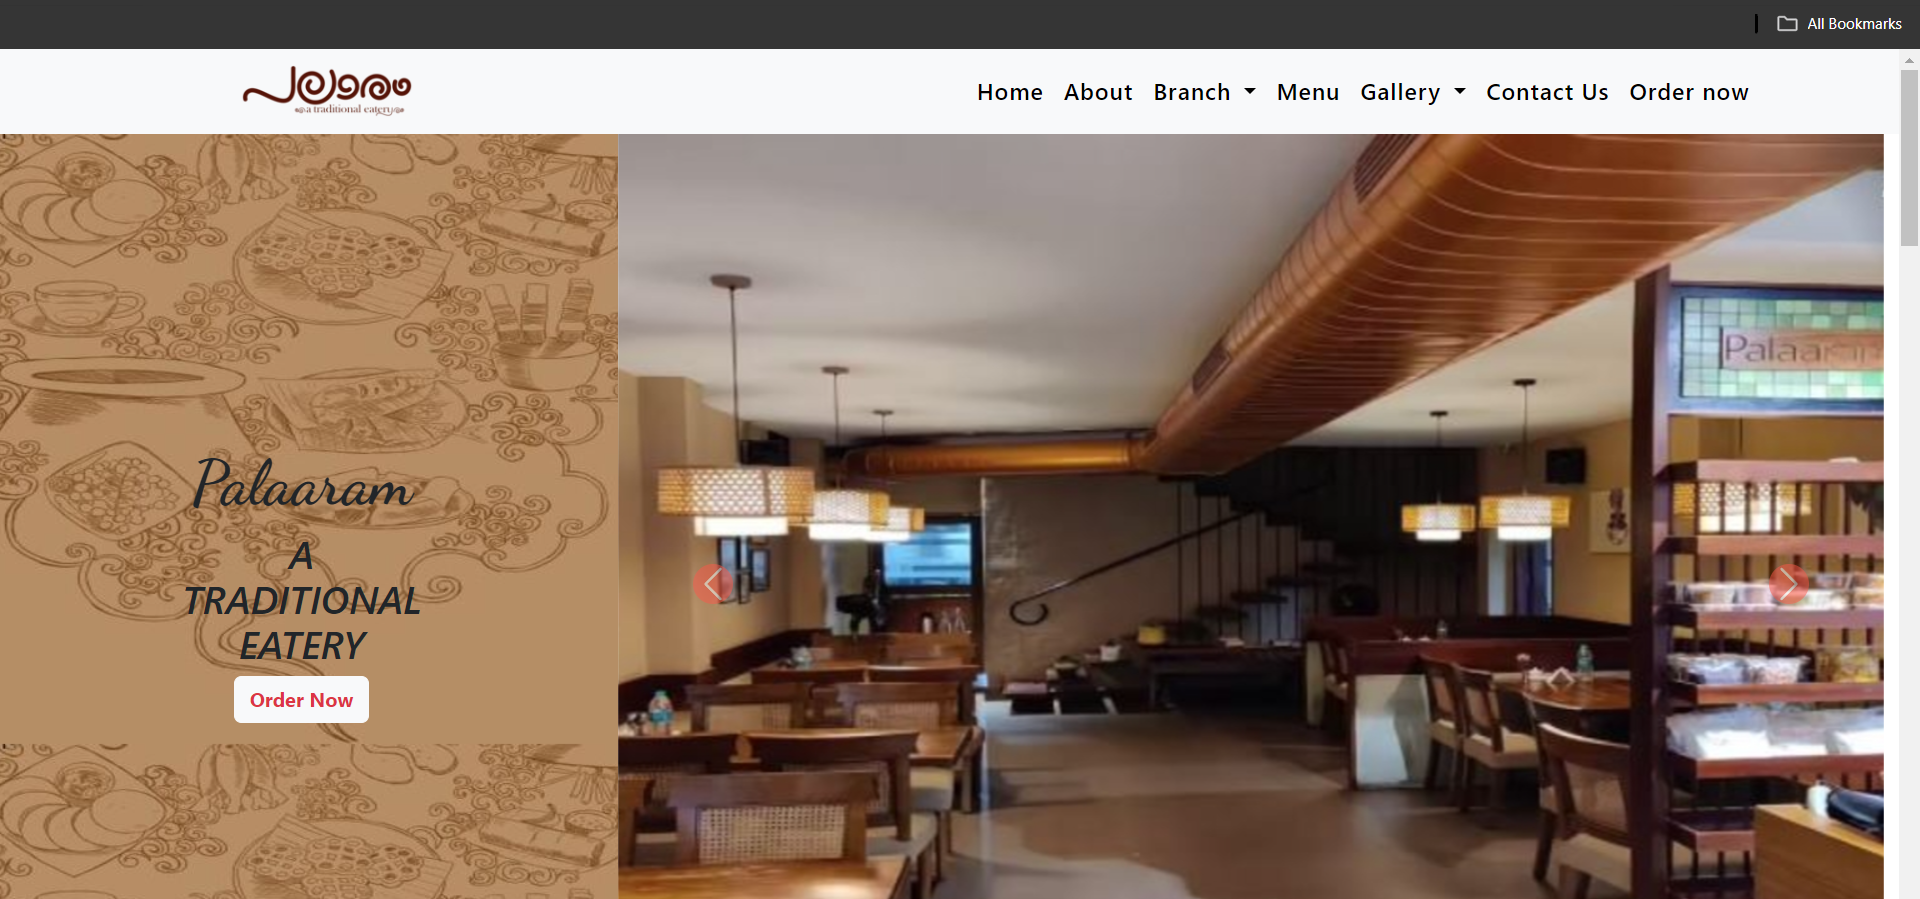 All Bookmarks
a traditional eatery
Home About Branch Menu Gallery Contact Us Order now
Palaaram
Palaaram
A
TRADITIONAL
EATERY
Order Now